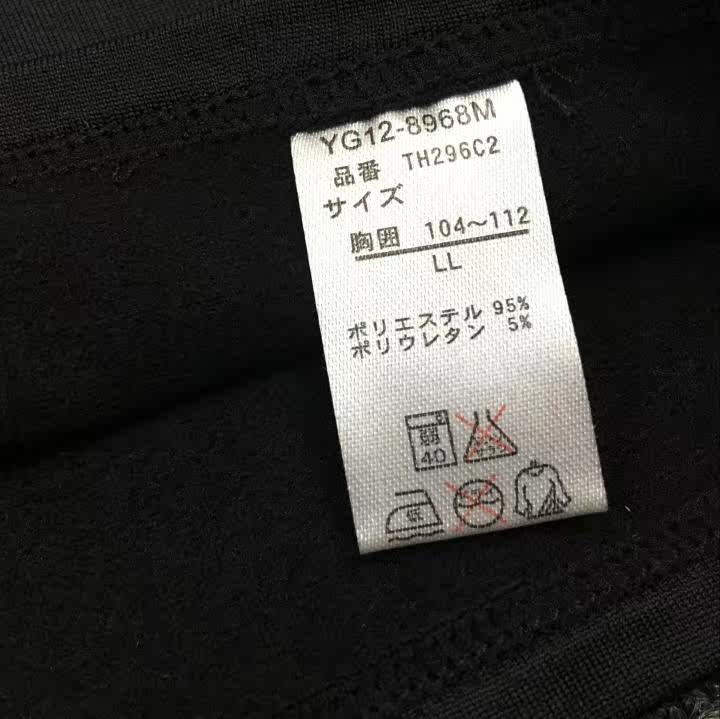 YG12-8968M
品番 TH296C2
サイズ
胸囲 104～112
LL
ポリエステル 95%
ポリウレタン 5%
弱
40
低